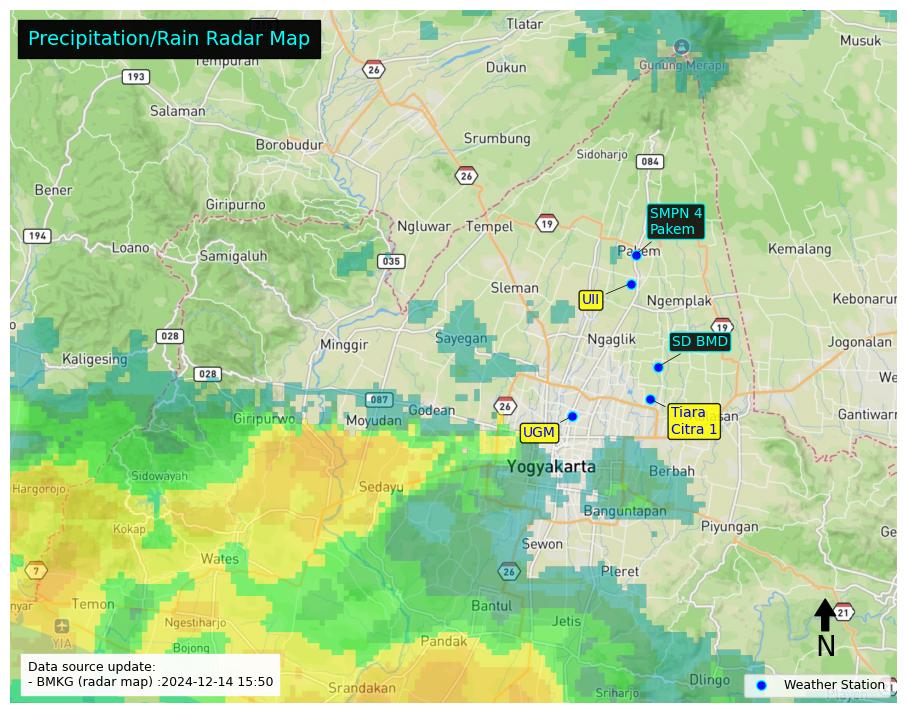 Precipitation/Rain Radar Map
Tlatar
Musuk
193
26
Dukun
Gunung Merapi
Salaman
Srumbung
Borobudur
Sidoharjo
084
26
Bener
Giripurno
SMPN 4
Pakem
Ngluwar
Tempel
19
194
Loano
Samigaluh
035
Pakem
Kemalang
Sleman
UII
Ngemplak
Kebonarum
028
Minggir
Sayegan
Ngaglik
19
SD BMD
Jogonalan
Kaligesing
028
087
Godean
26
Giripurwo
Moyudan
UGM
Tiara
Citra 1
Gantiwarn
Yogyakarta
Sidowayah
Berbah
Hargorojo
Sedayu
Banguntapan
Kokap
Piyungan
Wates
Sewon
7
26
Pleret
Temon
Bantul
21
Ngestiharjo
Jetis
YIA
Bojong
Pandak
N
Data source update:
- BMKG (radar map) :2024-12-14 15:50
Dlingo
Weather Station
Srandakan
Sriharjo